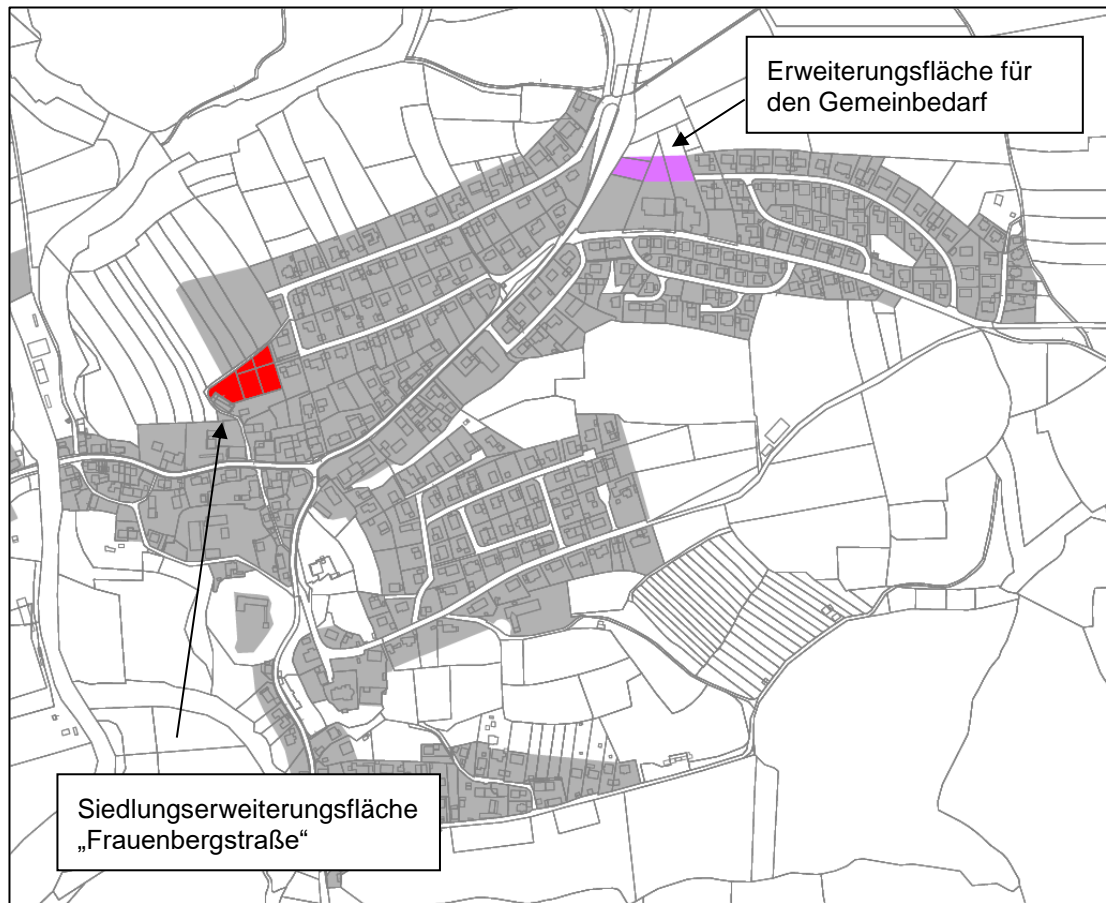 Erweiterungsfläche für
den Gemeinbedarf
Siedlungserweiterungsfläche
„Frauenbergstraße“